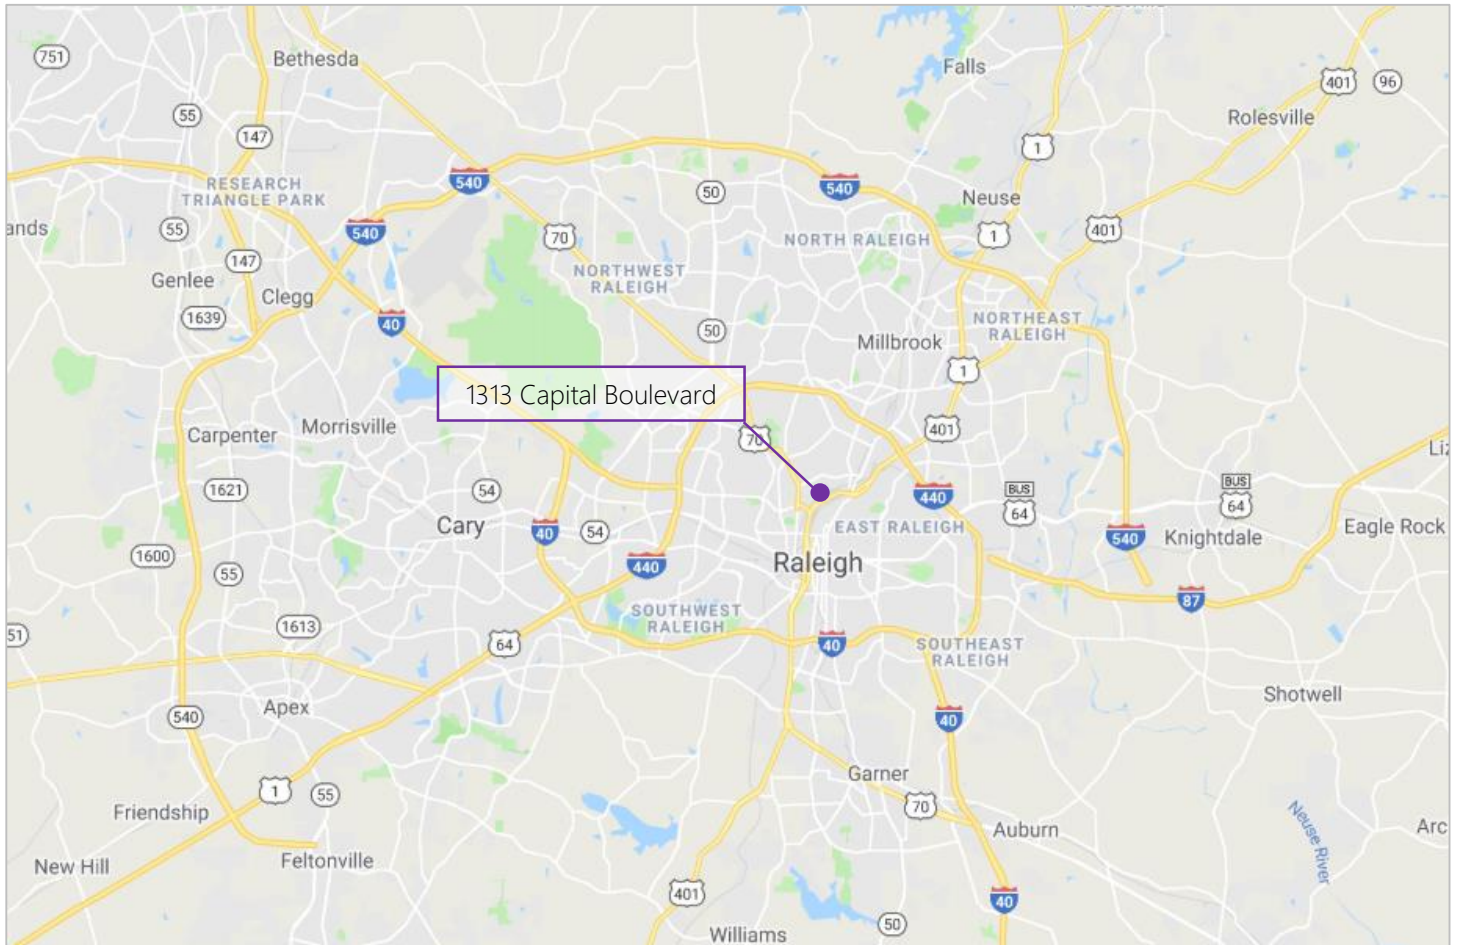 751
Bethesda
Falls
401
96
Rolesville
55
147
1
RESEARCH
TRIANGLE PARK
540
50
540
Neuse
ands
55
540
70
NORTH RALEIGH
1
401
147
Genlee
Clegg
NORTHWEST
RALEIGH
1639
40
50
Millbrook
NORTHEAST
RALEIGH
1
1313 Capital Boulevard
Carpenter
Morrisville
70
401
Liz
1621
54
440
BUS
64
BUS
64
Cary
40
54
EAST RALEIGH
540
Knightdale
Eagle Rock
1600
55
440
Raleigh
87
SOUTHWEST
RALEIGH
51
1613
64
40
SOUTHEAST
RALEIGH
540
Apex
40
Shotwell
1
55
Garner
70
Friendship
Auburn
Neuse River
Arc
New Hill
Feltonville
401
40
50
Williams